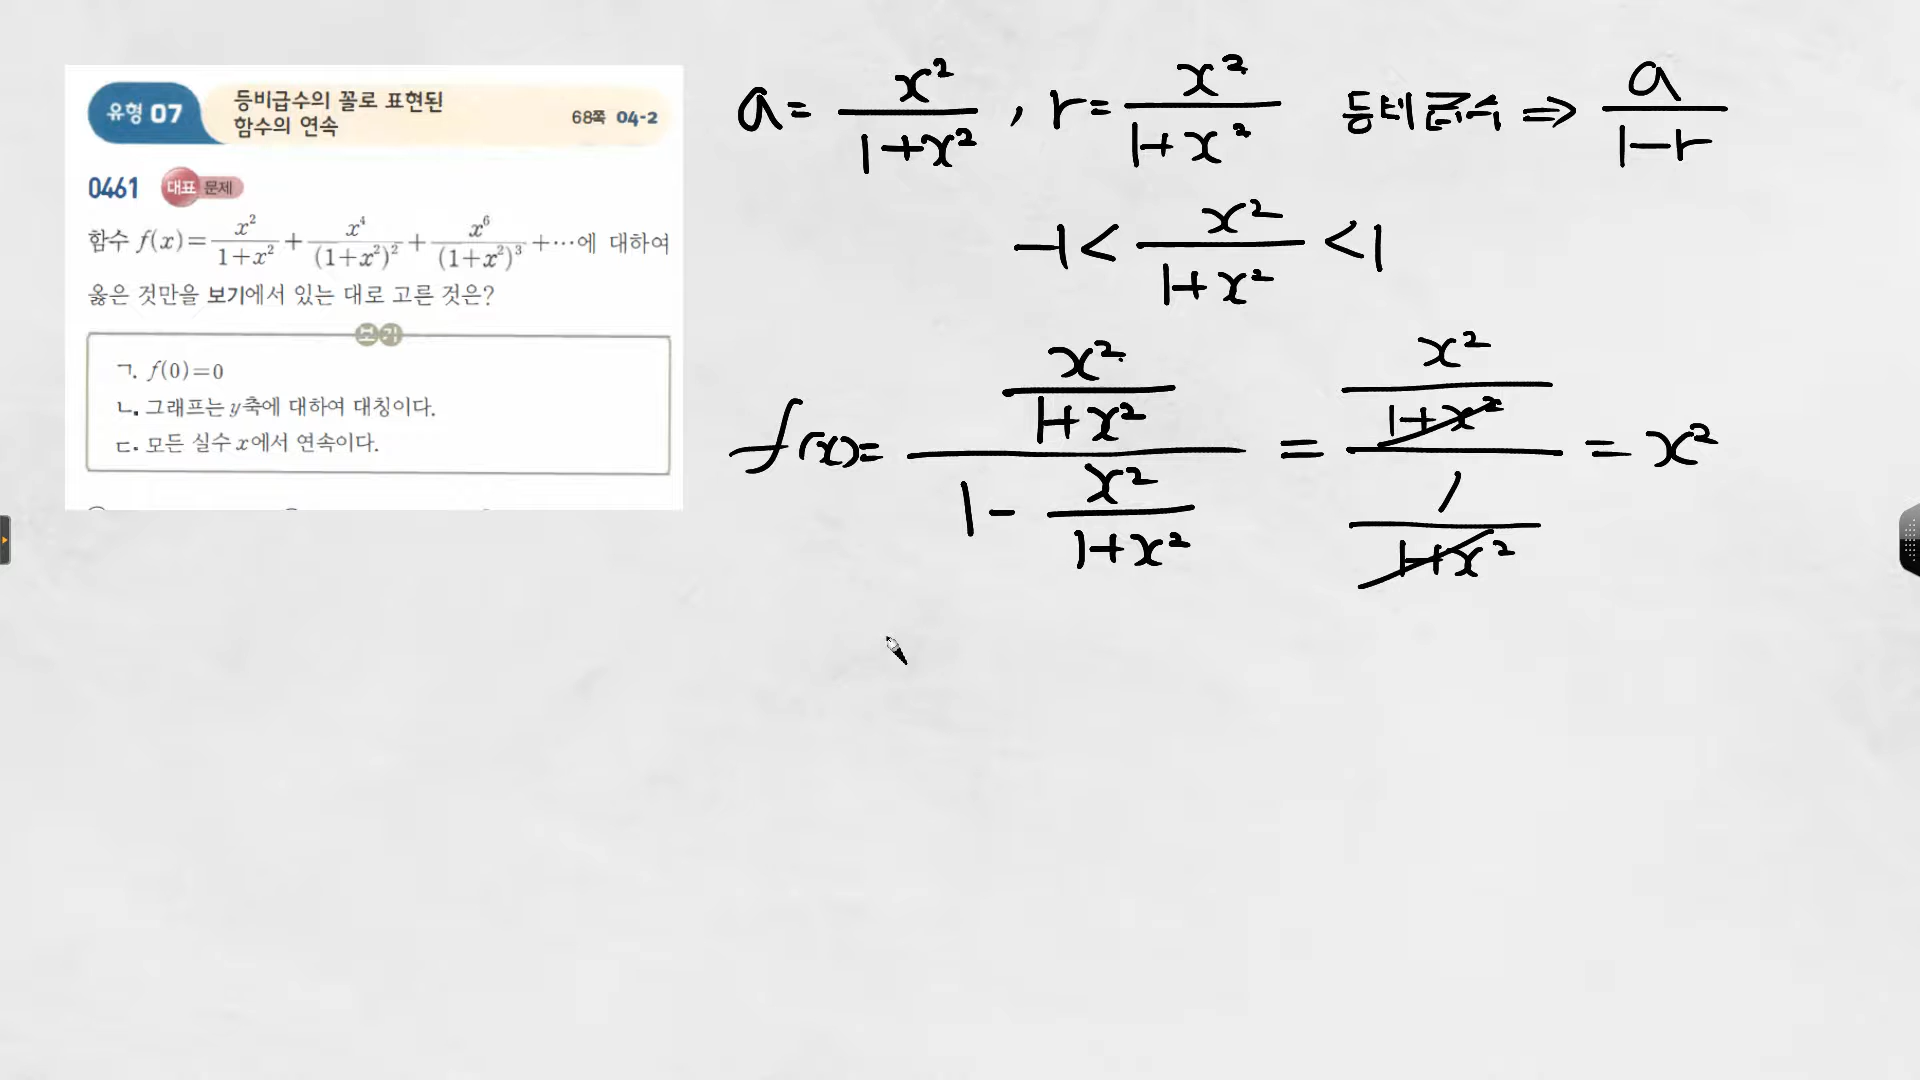 유형 07
등비급수의 꼴로 표현된
함수의 연속
68쪽 04-2
0461 대표 문제
함수 f(x)=x²/(1+x²)+x⁴/(1+x²)²+x⁶/(1+x²)³+⋯에 대하여
옳은 것만을 보기에서 있는 대로 고른 것은?
보기
ㄱ. f(0)=0
ㄴ. 그래프는 y축에 대하여 대칭이다.
ㄷ. 모든 실수 x에서 연속이다.
a = x²/(1+x²) , r = x²/(1+x²) 등비급수 ⇒ a/(1-r)
-1 < x²/(1+x²) < 1
f(x) = (x²/(1+x²))/(1 - x²/(1+x²)) = (x²/(1+x²))/(1/(1+x²)) = x²